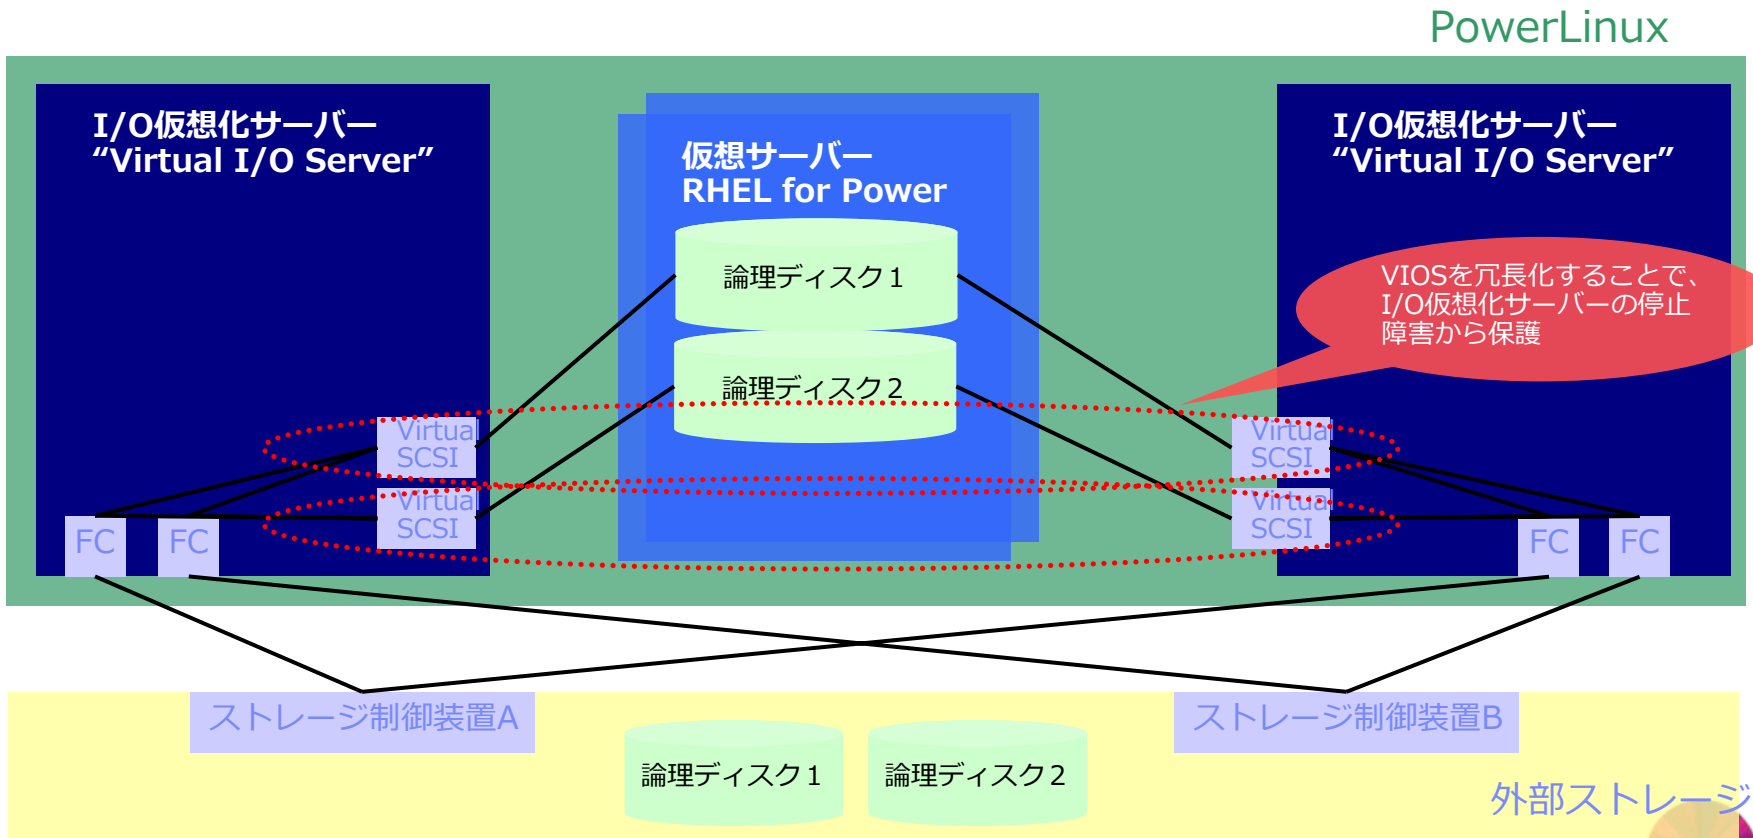 PowerLinux
I/O仮想化サーバー
“Virtual I/O Server”
仮想サーバー
RHEL for Power
論理ディスク1
論理ディスク2
I/O仮想化サーバー
“Virtual I/O Server”
VIOSを冗長化することで、
I/O仮想化サーバーの停止
障害から保護
Virtual
SCSI
Virtual
SCSI
FC
FC
Virtual
SCSI
Virtual
SCSI
FC
FC
ストレージ制御装置A
ストレージ制御装置B
論理ディスク1
論理ディスク2
外部ストレージ